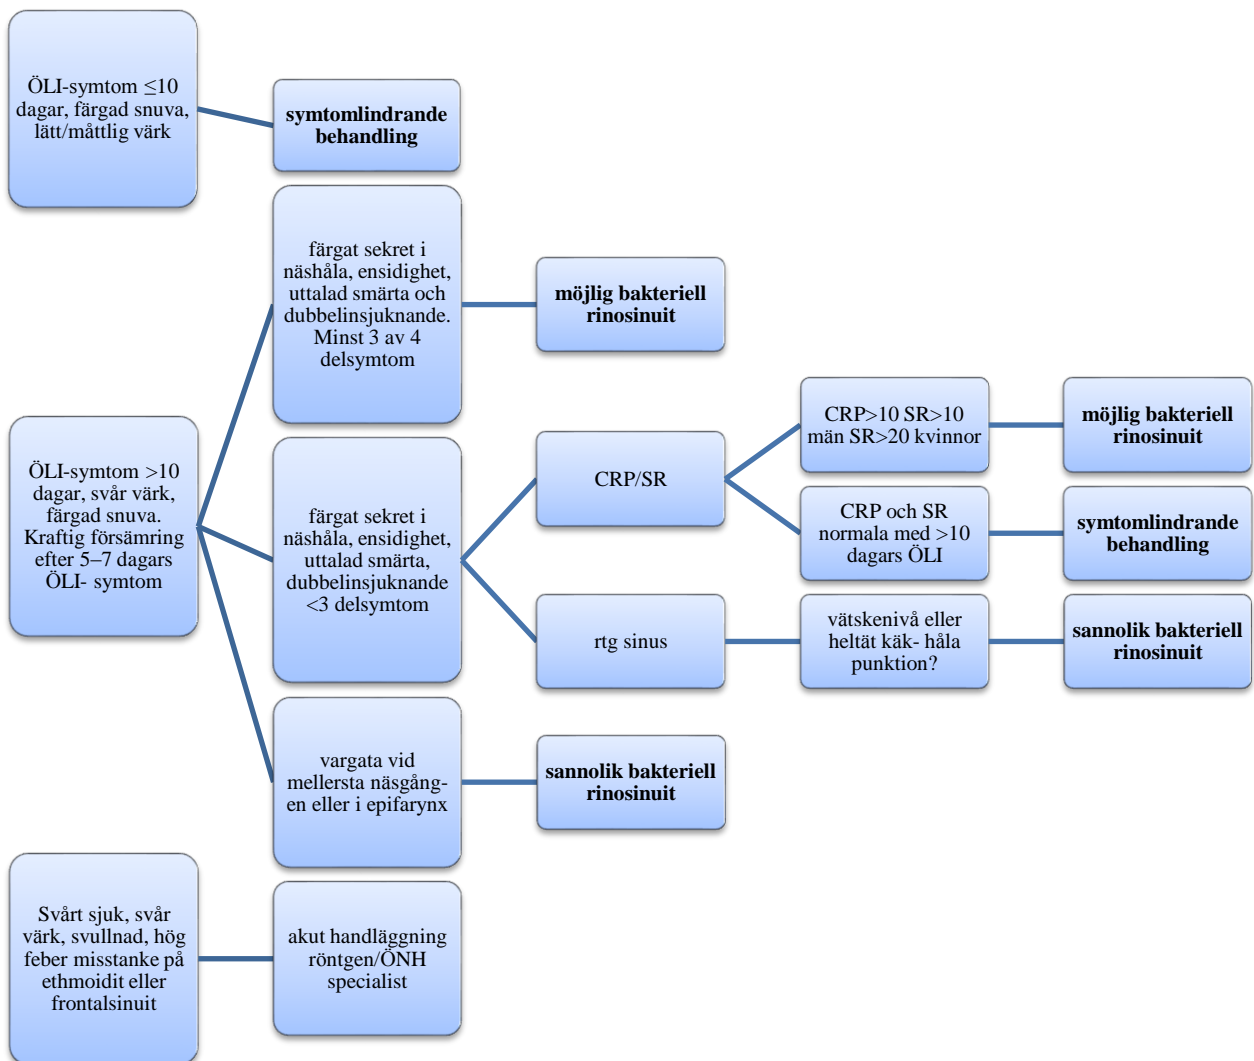 ÖLI-symtom ≤10
dagar, färgad snuva,
lätt/måttlig värk
symtomlindrande
behandling
färgat sekret i
näshåla, ensidighet,
uttalad smärta och
dubbelinsjuknande.
Minst 3 av 4
delsymtom
möjlig bakteriell
rinosinuit
ÖLI-symtom >10
dagar, svår värk,
färgad snuva.
Kraftig försämring
efter 5–7 dagars
ÖLI- symtom
färgat sekret i
näshåla, ensidighet,
uttalad smärta,
dubbelinsjuknande
<3 delsymtom
CRP/SR
CRP>10 SR>10
män SR>20 kvinnor
möjlig bakteriell
rinosinuit
CRP och SR
normala med >10
dagars ÖLI
symtomlindrande
behandling
rtg sinus
vätskenivå eller
heltät käk- håla
punktion?
sannolik bakteriell
rinosinuit
vargata vid
mellersta näsgång-
en eller i epifarynx
sannolik bakteriell
rinosinuit
Svårt sjuk, svår
värk, svullnad, hög
feber misstanke på
ethmoidit eller
frontalsinuit
akut handläggning
röntgen/ÖNH
specialist